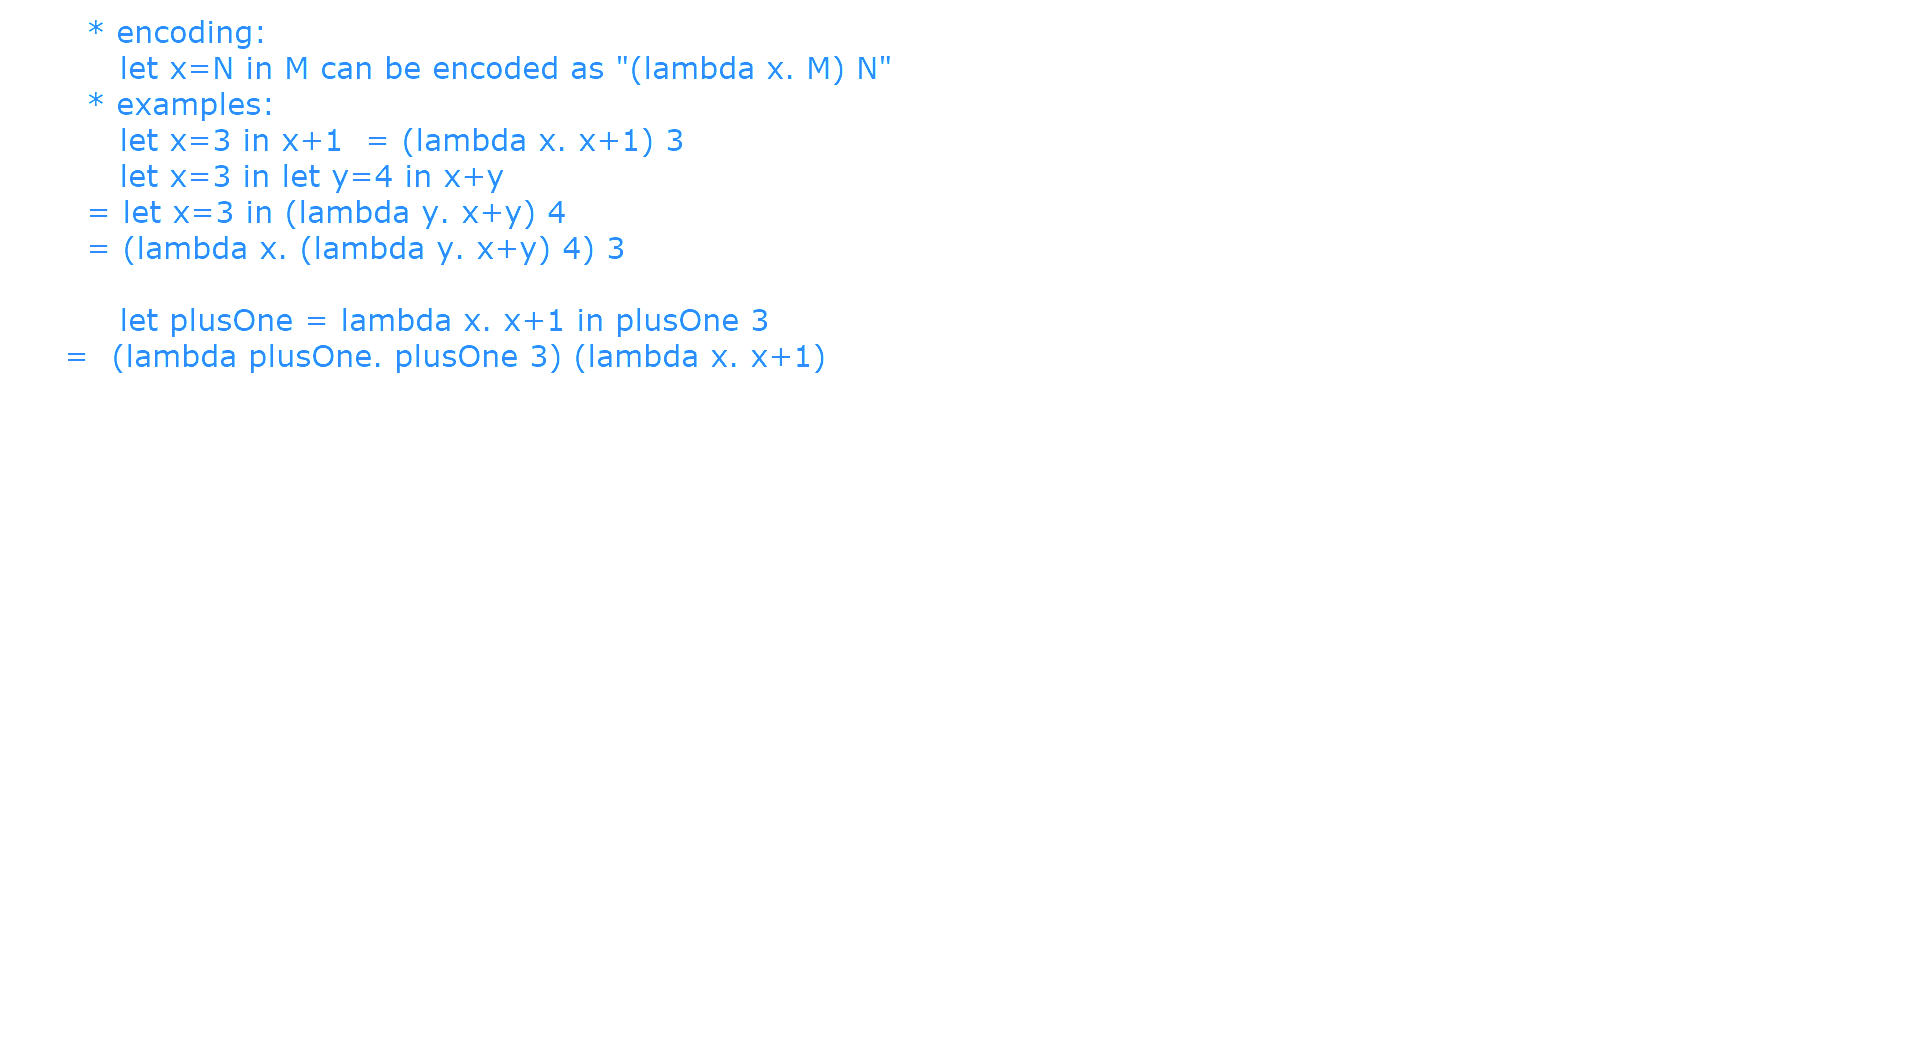 * encoding:
let x=N in M can be encoded as "(lambda x. M) N"
* examples:
let x=3 in x+1  = (lambda x. x+1) 3
let x=3 in let y=4 in x+y
= let x=3 in (lambda y. x+y) 4
= (lambda x. (lambda y. x+y) 4) 3
let plusOne = lambda x. x+1 in plusOne 3
=  (lambda plusOne. plusOne 3) (lambda x. x+1)